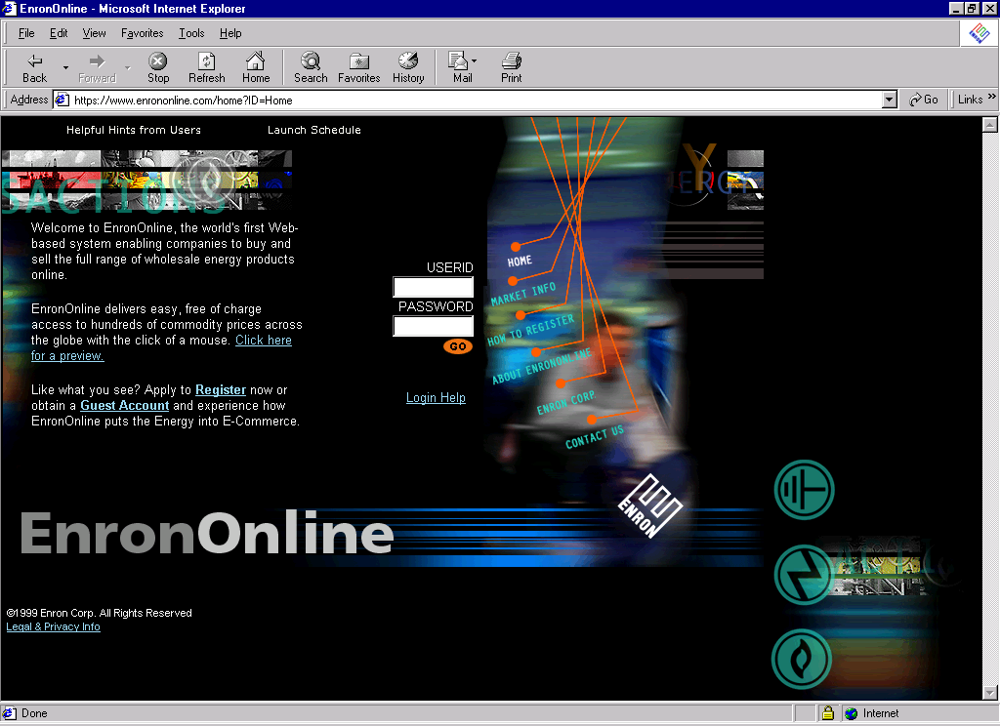 EnronOnline - Microsoft Internet Explorer
File Edit View Favorites Tools Help
Back Forward Stop Refresh Home Search Favorites History Mail Print
Address https://www.enrononline.com/home?ID=Home Go Links »
Helpful Hints from Users Launch Schedule
SACTIONS
Y
ERGY
Welcome to EnronOnline, the world's first Web-
based system enabling companies to buy and
sell the full range of wholesale energy products
online.
EnronOnline delivers easy, free of charge
access to hundreds of commodity prices across
the globe with the click of a mouse. Click here
for a preview.
Like what you see? Apply to Register now or
obtain a Guest Account and experience how
EnronOnline puts the Energy into E-Commerce.
USERID
PASSWORD
GO
Login Help
HOME
MARKET INFO
HOW TO REGISTER
ABOUT ENRONONLINE
ENRON CORP.
CONTACT US
ENRON
EnronOnline
©1999 Enron Corp. All Rights Reserved
Legal & Privacy Info
Done Internet